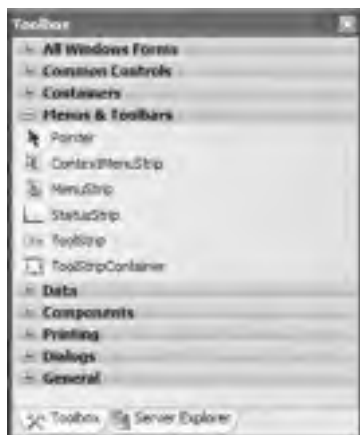 Toolbox
All Windows Forms
Common Controls
Containers
Menus & Toolbars
Pointer
ContextMenuStrip
MenuStrip
StatusStrip
ToolStrip
ToolStripContainer
Data
Components
Printing
Dialogs
General
Toolbox Server Explorer